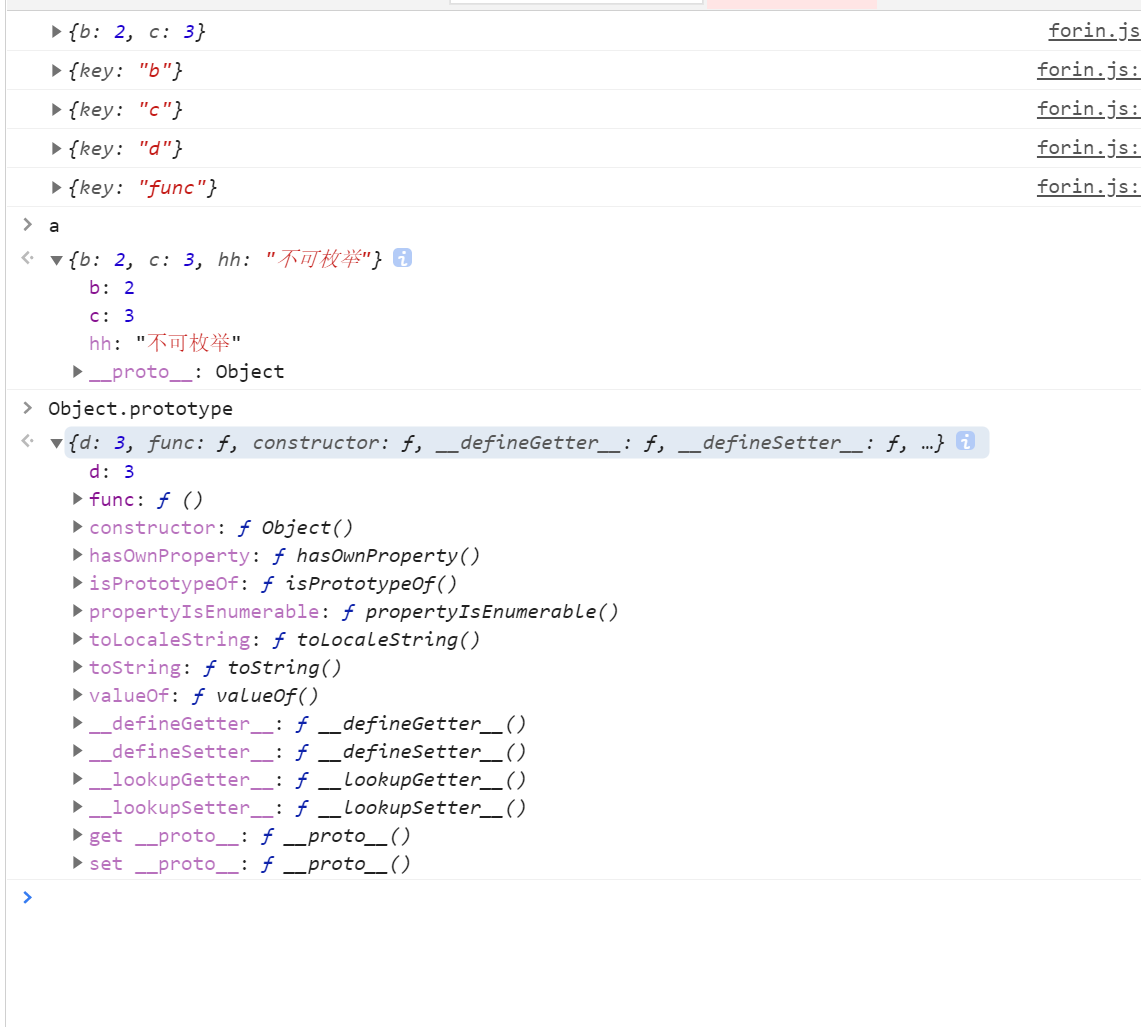 {b: 2, c: 3} forin.js
{key: "b"} forin.js:
{key: "c"} forin.js:
{key: "d"} forin.js:
{key: "func"} forin.js:
> a
{b: 2, c: 3, hh: "不可枚举"} i
b: 2
c: 3
hh: "不可枚举"
__proto__: Object
> Object.prototype
{d: 3, func: ƒ, constructor: ƒ, __defineGetter__: ƒ, __defineSetter__: ƒ, …} i
d: 3
func: ƒ ()
constructor: ƒ Object()
hasOwnProperty: ƒ hasOwnProperty()
isPrototypeOf: ƒ isPrototypeOf()
propertyIsEnumerable: ƒ propertyIsEnumerable()
toLocaleString: ƒ toLocaleString()
toString: ƒ toString()
valueOf: ƒ valueOf()
__defineGetter__: ƒ __defineGetter__()
__defineSetter__: ƒ __defineSetter__()
__lookupGetter__: ƒ __lookupGetter__()
__lookupSetter__: ƒ __lookupSetter__()
get __proto__: ƒ __proto__()
set __proto__: ƒ __proto__()
>